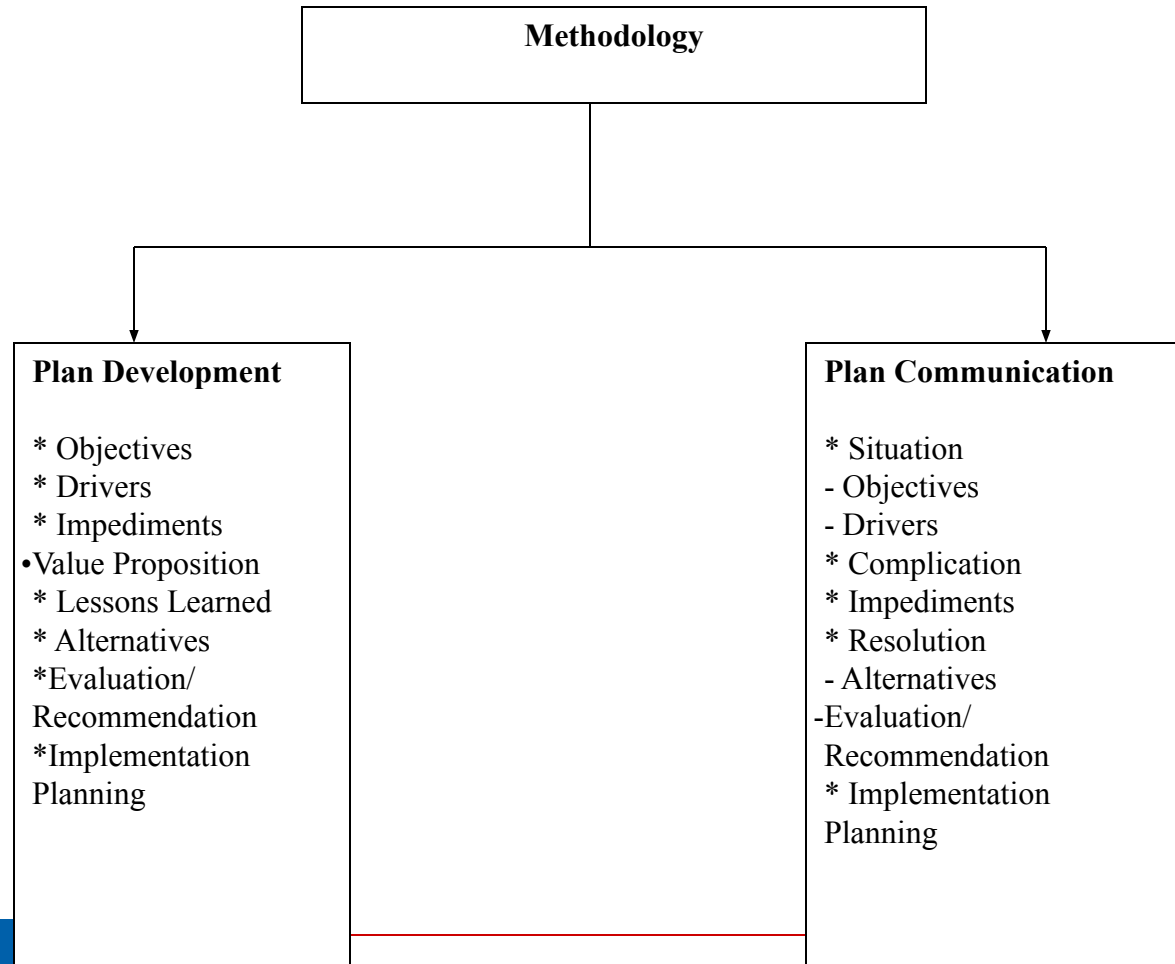 Methodology
Plan Development
* Objectives
* Drivers
* Impediments
•Value Proposition
* Lessons Learned
* Alternatives
*Evaluation/
Recommendation
*Implementation
Planning
Plan Communication
* Situation
- Objectives
- Drivers
* Complication
* Impediments
* Resolution
- Alternatives
-Evaluation/
Recommendation
* Implementation
Planning